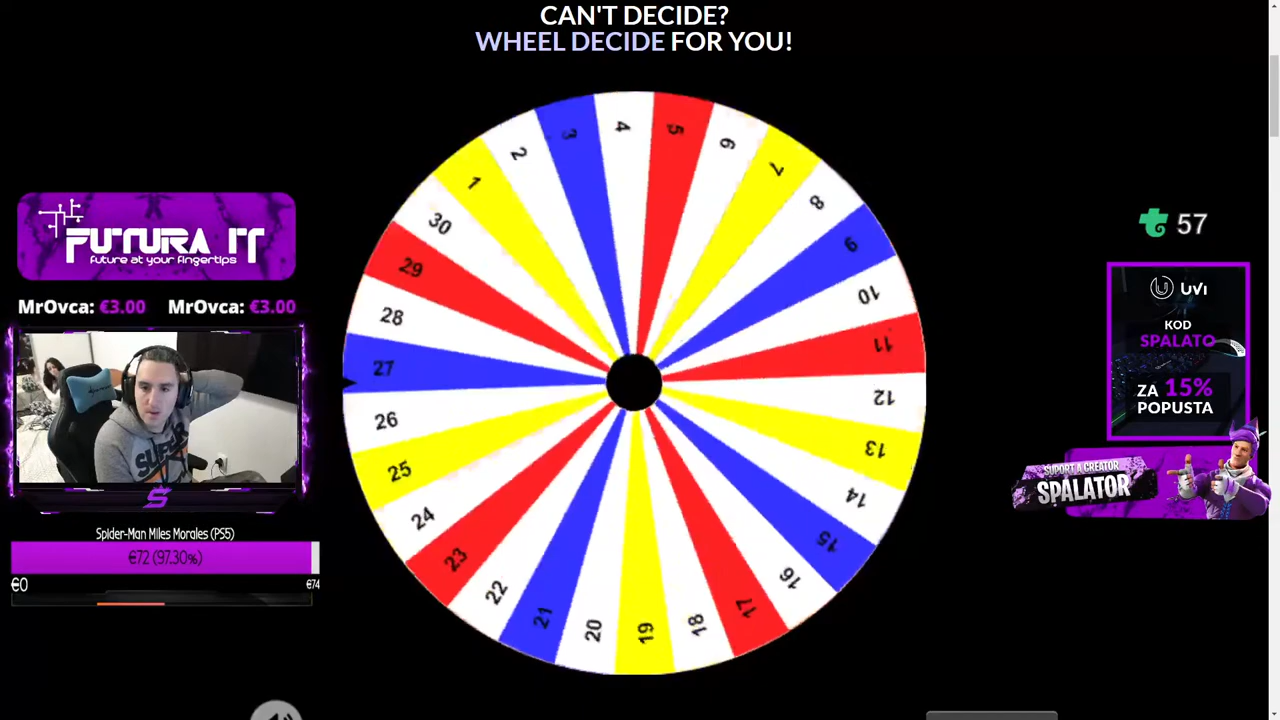 CAN'T DECIDE?
WHEEL DECIDE FOR YOU!
1
2
3
4
5
6
7
8
9
10
11
12
13
14
15
16
17
18
19
20
21
22
23
24
25
26
27
28
29
30
FUTURA IT
future at your fingertips
MrOvca: €3.00 MrOvca: €3.00
S
Spider-Man Miles Morales (PS5)
€72 (97.30%)
€0
€74
57
UVI
KOD
SPALATO
ZA 15%
POPUSTA
SUPORT A CREATOR
SPALATOR